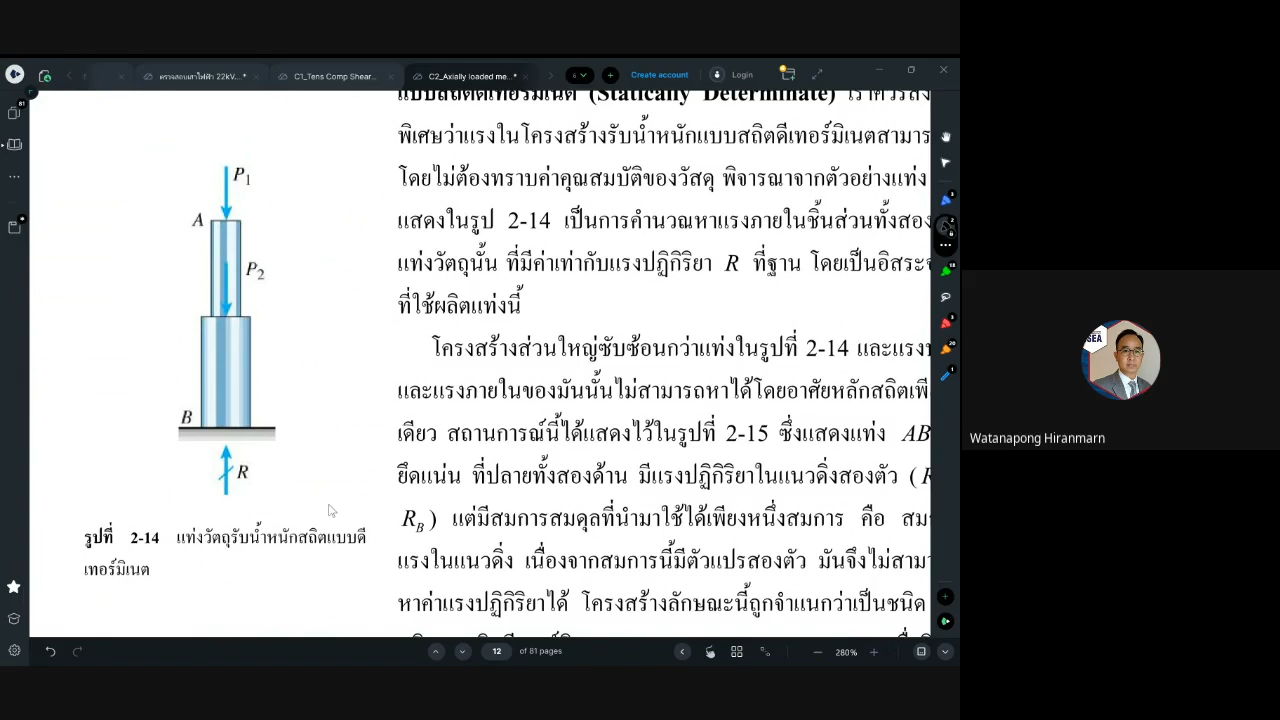 ตรวจสอบเสาไฟฟ้า 22kV...*
C1_Tens Comp Shear...
C2_Axially loaded me...*
6
Create account
Login
81
P1
A
P2
B
R
รูปที่ 2-14 แท่งวัตถุรับน้ำหนักสถิตแบบดี
เทอร์มิเนต
แบบสถิตดีเทอร์มิเนต (Statically Determinate)
พิเศษว่าแรงในโครงสร้างรับน้ำหนักแบบสถิตดีเทอร์มิเนตสามาร
โดยไม่ต้องทราบค่าคุณสมบัติของวัสดุ พิจารณาจากตัวอย่างแท่ง
แสดงในรูป 2-14 เป็นการคำนวณหาแรงภายในชิ้นส่วนทั้งสอง
แท่งวัตถุนั้น ที่มีค่าเท่ากับแรงปฏิกิริยา R ที่ฐาน โดยเป็นอิสระ
ที่ใช้ผลิตแท่งนี้
โครงสร้างส่วนใหญ่ซับซ้อนกว่าแท่งในรูปที่ 2-14 และแรง
และแรงภายในของมันนั้นไม่สามารถหาได้โดยอาศัยหลักสถิตเพี
เดียว สถานการณ์นี้ได้แสดงไว้ในรูปที่ 2-15 ซึ่งแสดงแท่ง AB
ยึดแน่น ที่ปลายทั้งสองด้าน มีแรงปฏิกิริยาในแนวดิ่งสองตัว (R
RB) แต่มีสมการสมดุลที่นำมาใช้ได้เพียงหนึ่งสมการ คือ สม
แรงในแนวดิ่ง เนื่องจากสมการนี้มีตัวแปรสองตัว มันจึงไม่สามา
หาค่าแรงปฏิกิริยาได้ โครงสร้างลักษณะนี้ถูกจำแนกว่าเป็นชนิด
12 of 81 pages
280%
SEA
Watanapong Hiranmarn